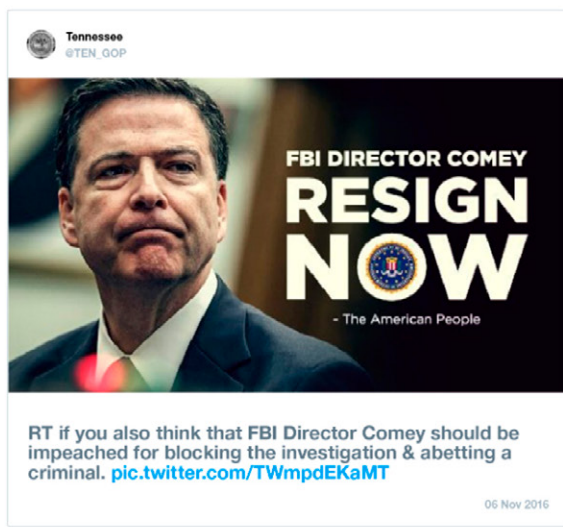 Tennessee
@TEN_GOP
FBI DIRECTOR COMEY
RESIGN
NOW
- The American People
RT if you also think that FBI Director Comey should be
impeached for blocking the investigation & abetting a
criminal. pic.twitter.com/TWmpdEKaMT
06 Nov 2016